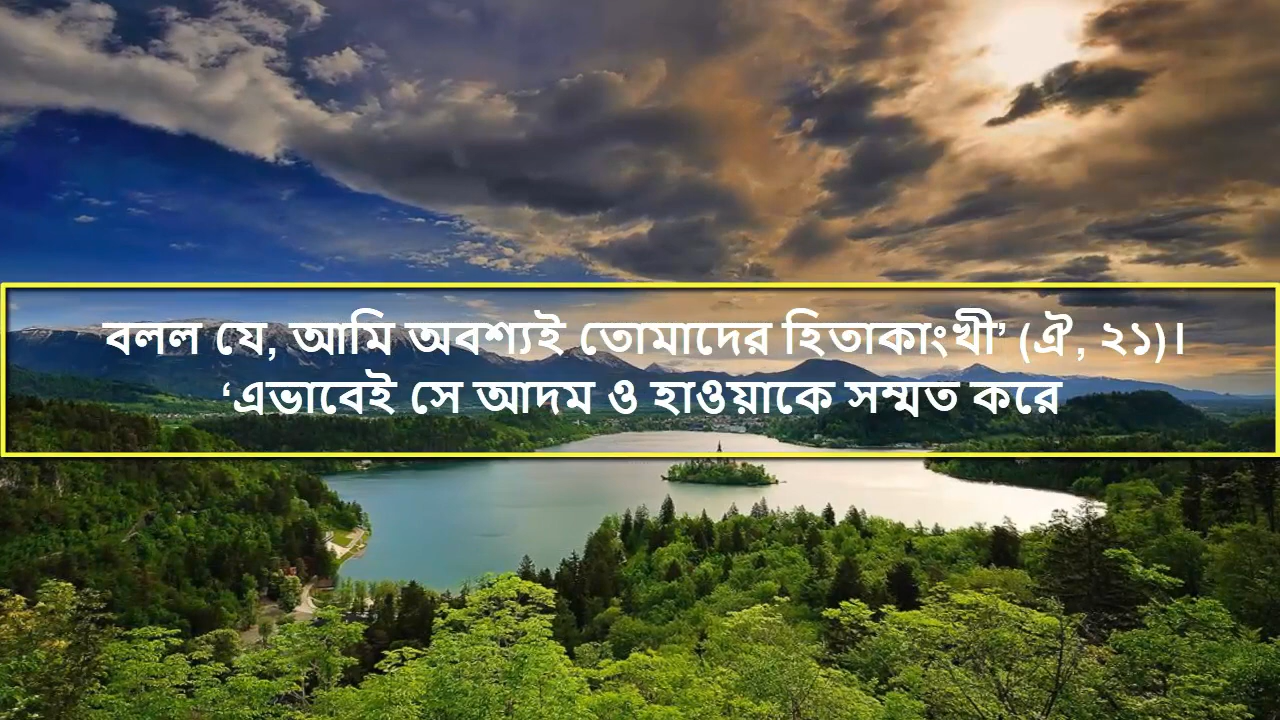 বলল যে, আমি অবশ্যই তোমাদের হিতাকাংখী’ (ঐ, ২১)।
‘এভাবেই সে আদম ও হাওয়াকে সম্মত করে